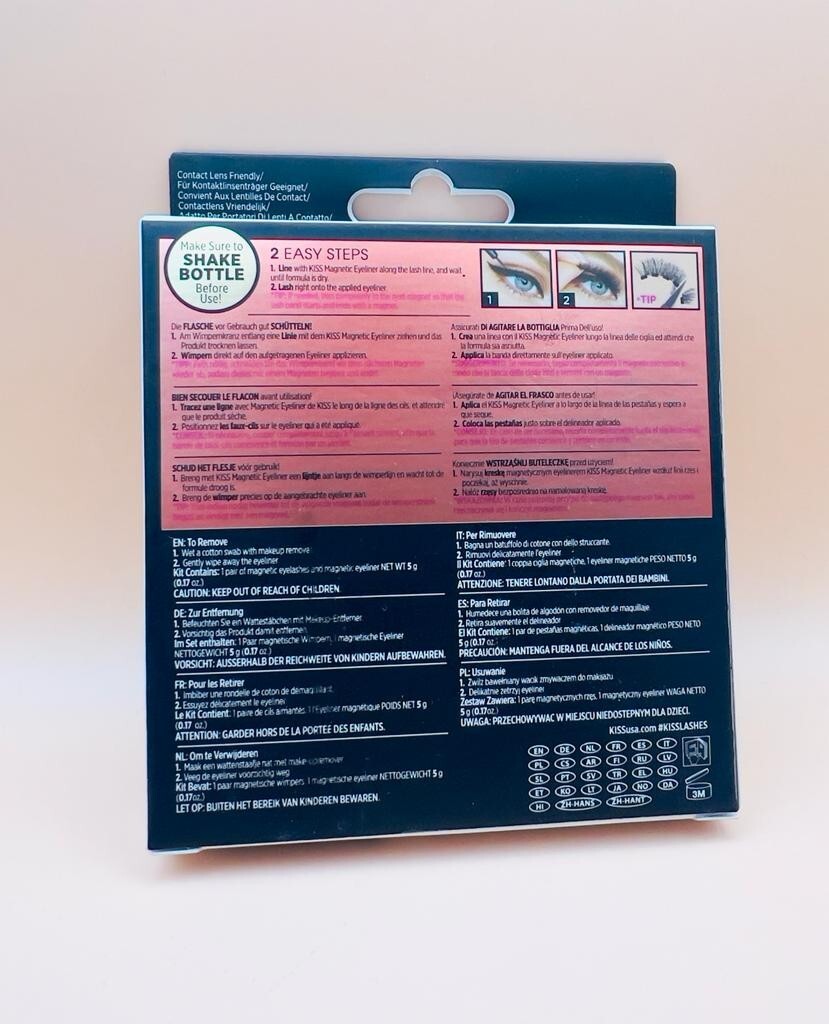 Contact Lens Friendly/
Für Kontaktlinsenträger Geeignet/
Convient Aux Lentilles De Contact/
Contactlens Vriendelijk/
Adatto Per Portatori Di Lenti A Contatto/
Make Sure to
SHAKE
BOTTLE
Before
Use!
2 EASY STEPS
1. Line with KISS Magnetic Eyeliner along the lash line, and wait
until formula is dry.
2. Lash right onto the applied eyeliner.
1
2
*TIP
Die FLASCHE vor Gebrauch gut SCHÜTTELN!
1. Am Wimpernkranz entlang eine Linie mit dem KISS Magnetic Eyeliner ziehen und das
Produkt trocknen lassen.
2. Wimpern direkt auf den aufgetragenen Eyeliner applizieren.
BIEN SECOUER LE FLACON avant utilisation!
1. Tracez une ligne avec Magnetic Eyeliner de KISS le long de la ligne des cils, et attendre
que le produit sèche.
2. Positionnez les faux-cils sur le eyeliner qui a été appliqué.
SCHUD HET FLESJE vóór gebruik!
1. Breng met KISS Magnetic Eyeliner een lijntje aan langs de wimperlijn en wacht tot de
formule droog is.
2. Breng de wimper precies op de aangebrachte eyeliner aan.
Assicurati DI AGITARE LA BOTTIGLIA Prima Dell'uso!
1. Crea una linea con il KISS Magnetic Eyeliner lungo la linea delle ciglia ed attendi che
la formula sia asciutta.
2. Applica la banda direttamente sull'eyeliner applicato.
¡Asegúrate de AGITAR EL FRASCO antes de usar!
1. Aplica el KISS Magnetic Eyeliner a lo largo de la línea de las pestañas y espera a
que seque.
2. Coloca las pestañas justo sobre el delineador aplicado.
Koniecznie WSTRZĄŚNIJ BUTELECZKĘ przed użyciem!
1. Narysuj kreskę magnetycznym eyelinerem KISS Magnetic Eyeliner wzdłuż linii rzęs i
poczekaj, aż wyschnie.
2. Nałóż rzęsy bezpośrednio na namalowaną kreskę.
EN: To Remove
1. Wet a cotton swab with makeup remover
2. Gently wipe away the eyeliner
Kit Contains: 1 pair of magnetic eyelashes and magnetic eyeliner NET WT 5 g
(0.17 oz.)
CAUTION: KEEP OUT OF REACH OF CHILDREN.
DE: Zur Entfernung
1. Befeuchten Sie ein Wattestäbchen mit Makeup-Entferner
2. Vorsichtig das Produkt damit entfernen
Im Set enthalten: 1 Paar magnetische Wimpern, 1 magnetische Eyeliner
NETTOGEWICHT 5 g (0.17 oz.)
VORSICHT: AUSSERHALB DER REICHWEITE VON KINDERN AUFBEWAHREN.
FR: Pour les Retirer
1. Imbiber une rondelle de coton de démaquillant.
2. Essuyez délicatement le eyeliner
Le Kit Contient: 1 paire de cils aimantés, 1 l'Eyeliner magnétique POIDS NET 5 g
(0.17 oz.)
ATTENTION: GARDER HORS DE LA PORTÉE DES ENFANTS.
NL: Om te Verwijderen
1. Maak een wattenstaafje nat met make-upremover
2. Veeg de eyeliner voorzichtig weg
Kit Bevat: 1 paar magnetische wimpers, 1 magnetische eyeliner NETTOGEWICHT 5 g
(0.17oz.)
LET OP: BUITEN HET BEREIK VAN KINDEREN BEWAREN.
IT: Per Rimuovere
1. Bagna un batuffolo di cotone con dello struccante.
2. Rimuovi delicatamente l'eyeliner
Il Kit Contiene: 1 coppia ciglia magnetiche, 1 eyeliner magnetiche PESO NETTO 5 g
(0.17 oz.)
ATTENZIONE: TENERE LONTANO DALLA PORTATA DEI BAMBINI.
ES: Para Retirar
1. Humedece una bolita de algodón con removedor de maquillaje
2. Retira suavemente el delineador
El Kit Contiene: 1 par de pestañas magnéticas, 1 delineador magnético PESO NETO
5 g (0.17 oz.)
PRECAUCIÓN: MANTENGA FUERA DEL ALCANCE DE LOS NIÑOS.
PL: Usuwanie
1. Zwilż bawełniany wacik zmywaczem do makijażu
2. Delikatnie zetrzyj eyeliner
Zestaw Zawiera: 1 parę magnetycznych rzęs, 1 magnetyczny eyeliner WAGA NETTO
5 g (0.17oz.)
UWAGA: PRZECHOWYWAĆ W MIEJSCU NIEDOSTĘPNYM DLA DZIECI.
KISSusa.com #KISSLASHES
EN DE NL FR ES IT
PL CS AR FI RU LV
SL PT SV TR EL HU
ET KO LT JA NO DA
HI ZH-HANS ZH-HANT
3M